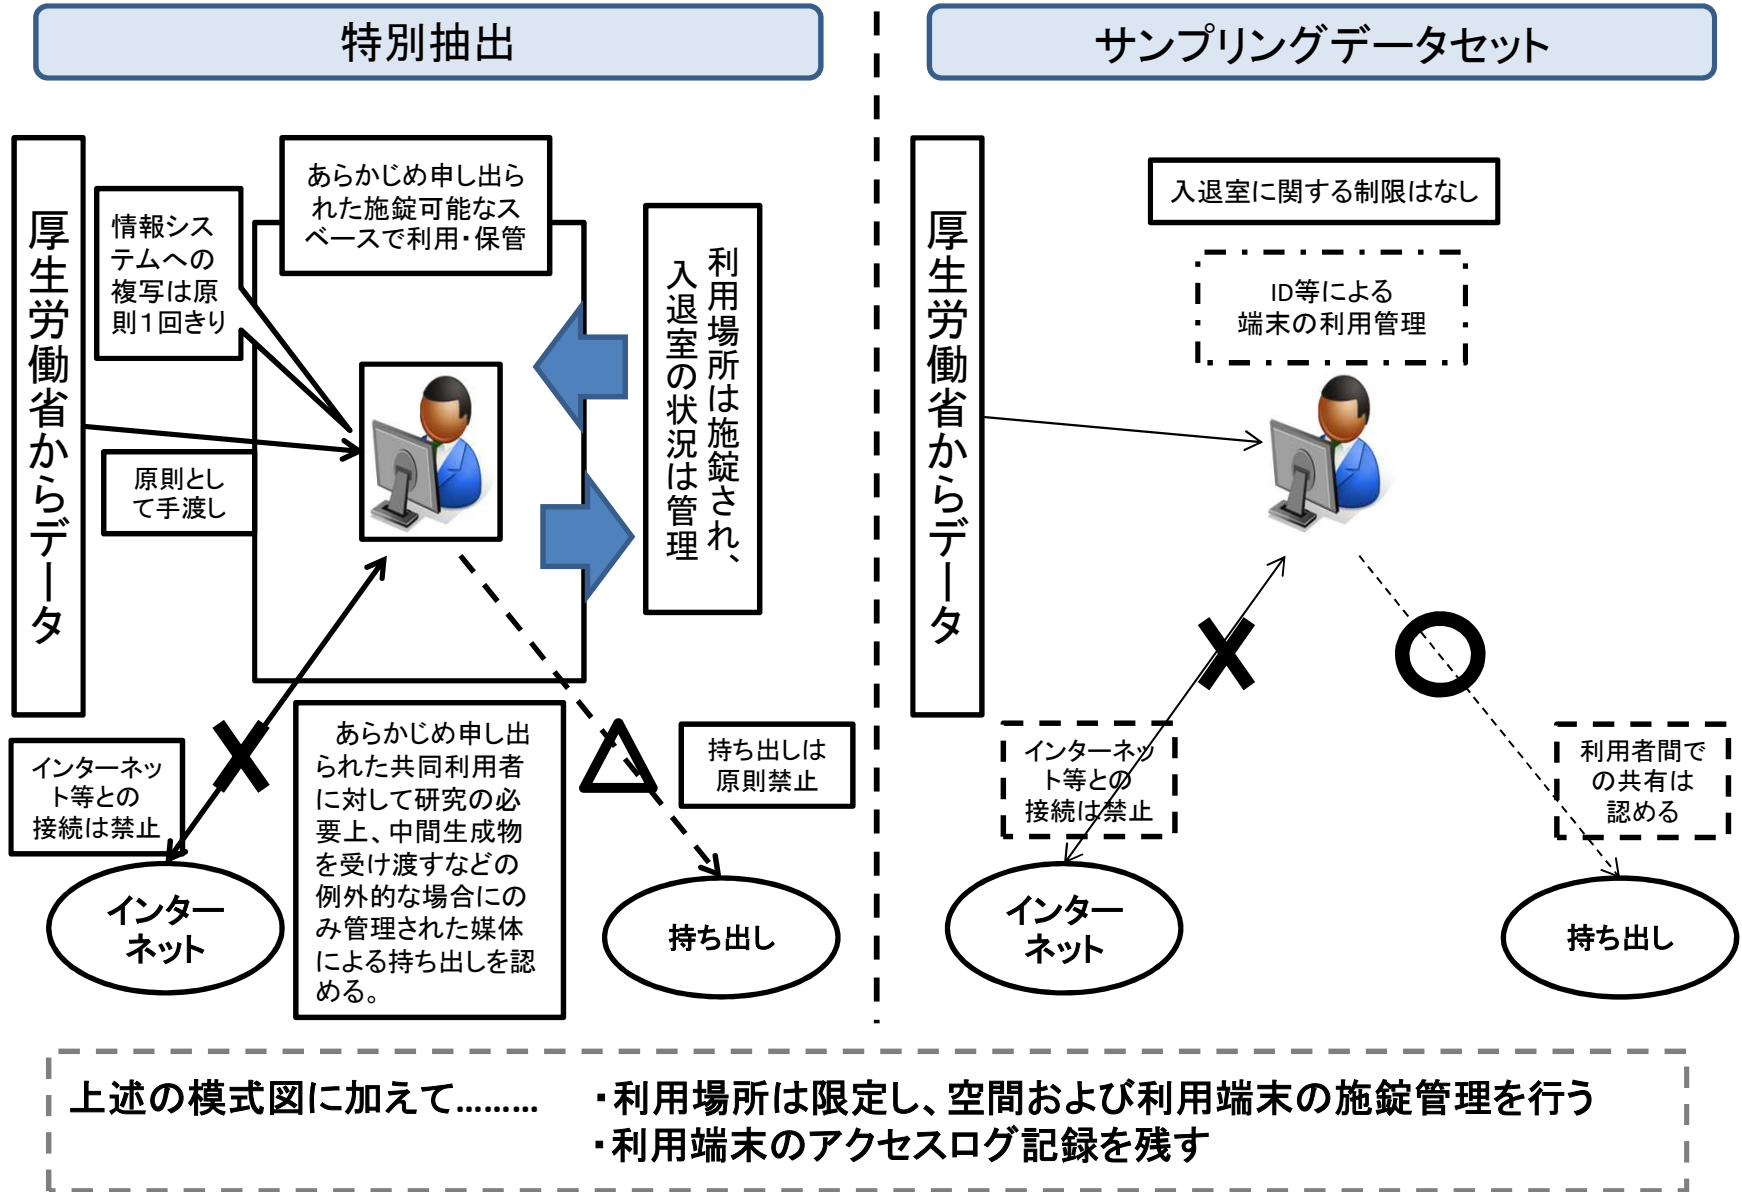 特別抽出
厚生労働省からデータ
情報シス
テムへの
複写は原
則１回きり
あらかじめ申し出ら
れた施錠可能なス
ペースで利用・保管
利用場所は施錠され、
入退室の状況は管理
原則とし
て手渡し
インターネッ
ト等との
接続は禁止
あらかじめ申し出
られた共同利用者
に対して研究の必
要上、中間生成物
を受け渡すなどの
例外的な場合にの
み管理された媒体
による持ち出しを認
める。
持ち出しは
原則禁止
インター
ネット
持ち出し
サンプリングデータセット
厚生労働省からデータ
入退室に関する制限はなし
ID等による
端末の利用管理
インターネッ
ト等との
接続は禁止
利用者間で
の共有は
認める
インター
ネット
持ち出し
上述の模式図に加えて……… ・利用場所は限定し、空間および利用端末の施錠管理を行う
・利用端末のアクセスログ記録を残す